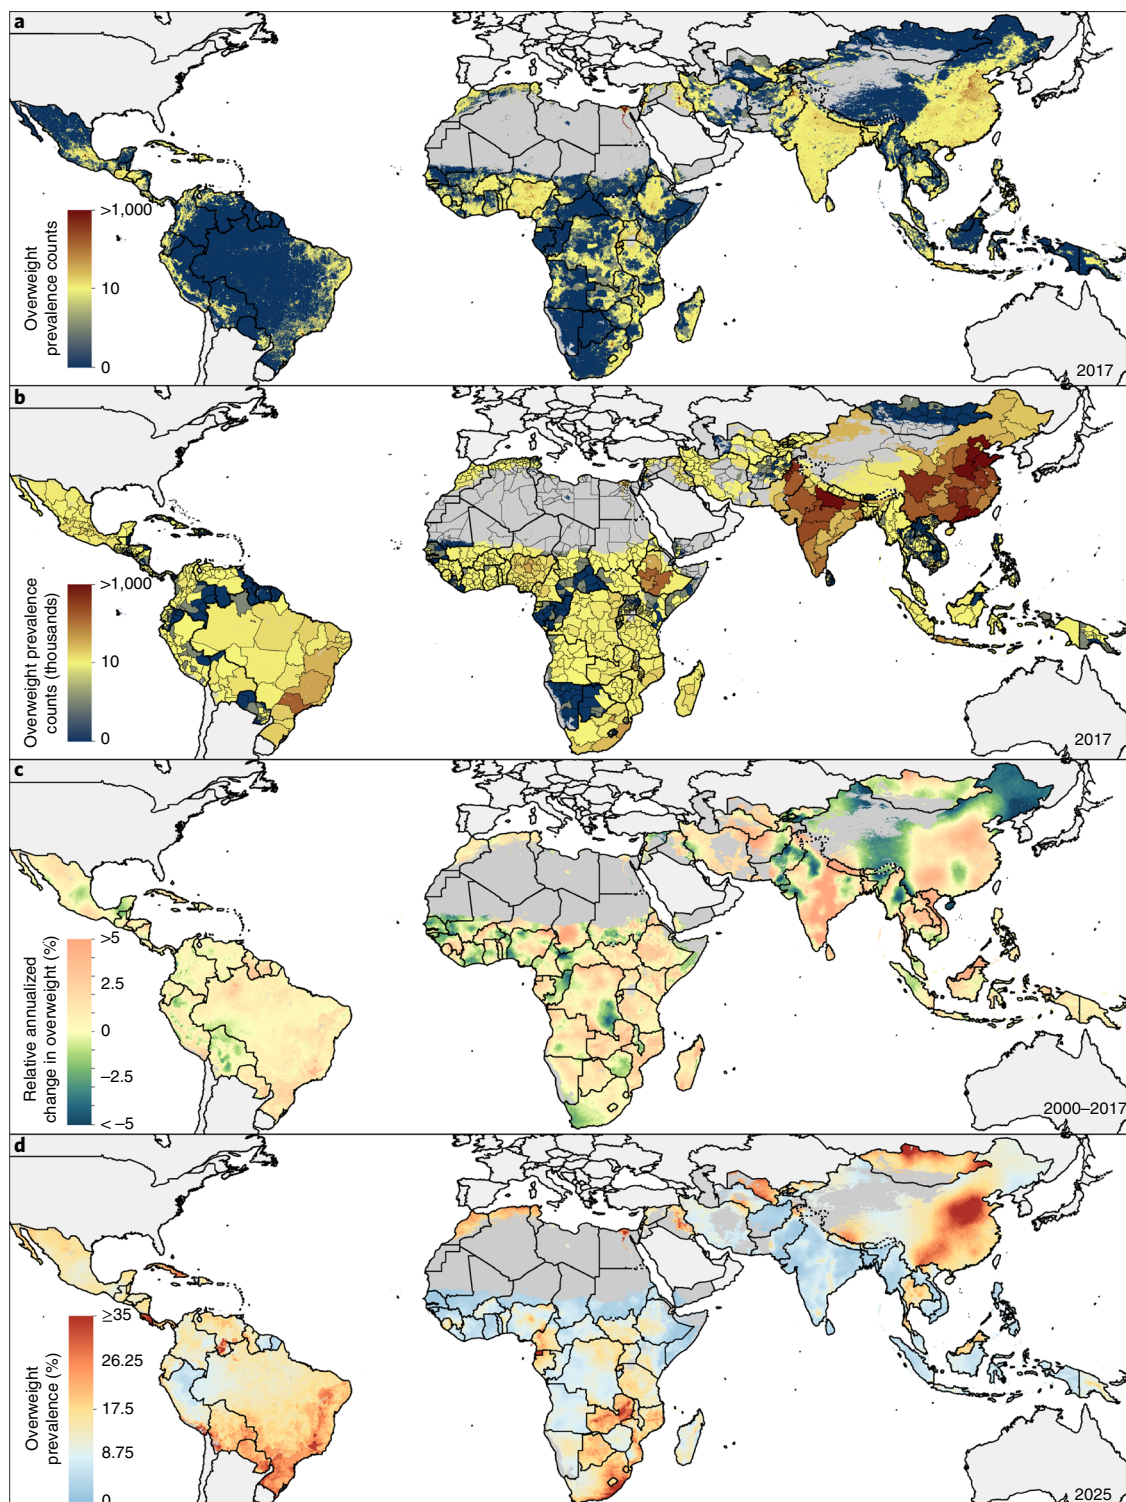 a
>1,000
10
0
Overweight
prevalence counts
2017
b
>1,000
10
0
Overweight prevalence
counts (thousands)
2017
c
>5
2.5
0
−2.5
< −5
Relative annualized
change in overweight (%)
2000–2017
d
≥35
26.25
17.5
8.75
0
Overweight
prevalence (%)
2025